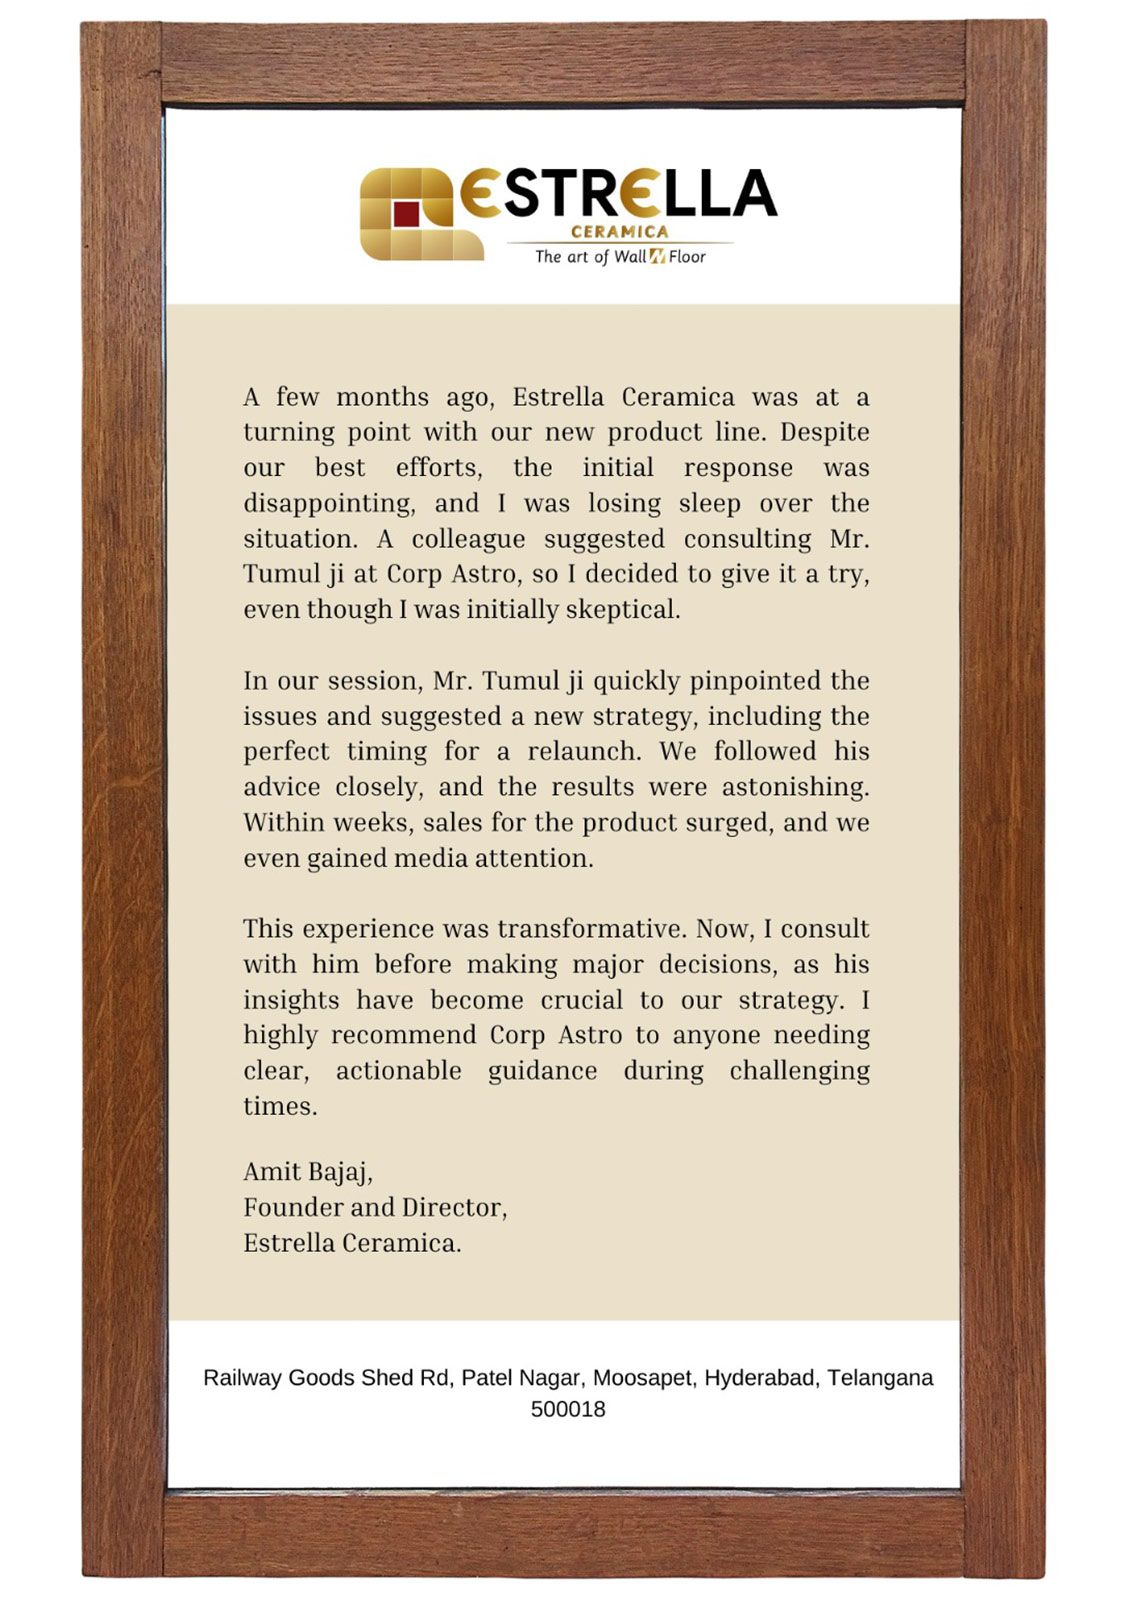 ESTRELLA
CERAMICA
The art of Wall N Floor
A few months ago, Estrella Ceramica was at a
turning point with our new product line. Despite
our best efforts, the initial response was
disappointing, and I was losing sleep over the
situation. A colleague suggested consulting Mr.
Tumul ji at Corp Astro, so I decided to give it a try,
even though I was initially skeptical.
In our session, Mr. Tumul ji quickly pinpointed the
issues and suggested a new strategy, including the
perfect timing for a relaunch. We followed his
advice closely, and the results were astonishing.
Within weeks, sales for the product surged, and we
even gained media attention.
This experience was transformative. Now, I consult
with him before making major decisions, as his
insights have become crucial to our strategy. I
highly recommend Corp Astro to anyone needing
clear, actionable guidance during challenging
times.
Amit Bajaj,
Founder and Director,
Estrella Ceramica.
Railway Goods Shed Rd, Patel Nagar, Moosapet, Hyderabad, Telangana
500018